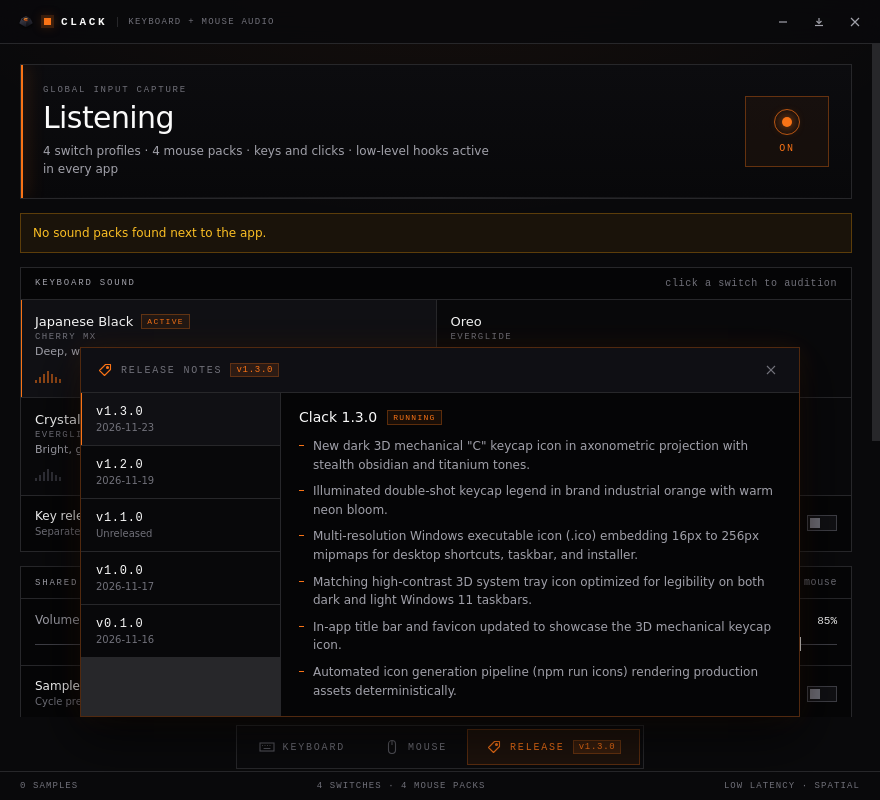 CLACK | KEYBOARD + MOUSE AUDIO
GLOBAL INPUT CAPTURE
Listening
4 switch profiles · 4 mouse packs · keys and clicks · low-level hooks active
in every app
ON
No sound packs found next to the app.
KEYBOARD SOUND
click a switch to audition
Japanese Black ACTIVE
CHERRY MX
Deep, w
Oreo
EVERGLIDE
Crystal
EVERGLI
Bright, g
Key rele
Separate
SHARED
mouse
Volume
85%
Sample
Cycle pre
RELEASE NOTES v1.3.0
v1.3.0
2026-11-23
v1.2.0
2026-11-19
v1.1.0
Unreleased
v1.0.0
2026-11-17
v0.1.0
2026-11-16
Clack 1.3.0 RUNNING
– New dark 3D mechanical "C" keycap icon in axonometric projection with
stealth obsidian and titanium tones.
– Illuminated double-shot keycap legend in brand industrial orange with warm
neon bloom.
– Multi-resolution Windows executable icon (.ico) embedding 16px to 256px
mipmaps for desktop shortcuts, taskbar, and installer.
– Matching high-contrast 3D system tray icon optimized for legibility on both
dark and light Windows 11 taskbars.
– In-app title bar and favicon updated to showcase the 3D mechanical keycap
icon.
– Automated icon generation pipeline (npm run icons) rendering production
assets deterministically.
KEYBOARD
MOUSE
RELEASE v1.3.0
0 SAMPLES
4 SWITCHES · 4 MOUSE PACKS
LOW LATENCY · SPATIAL